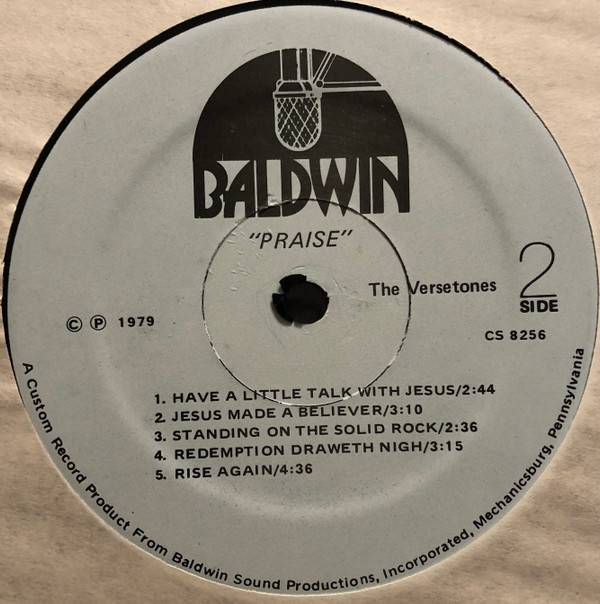 BALDWIN
"PRAISE"
The Versetones
2
SIDE
© ℗ 1979
CS 8256
1. HAVE A LITTLE TALK WITH JESUS/2:44
2. JESUS MADE A BELIEVER/3:10
3. STANDING ON THE SOLID ROCK/2:36
4. REDEMPTION DRAWETH NIGH/3:15
5. RISE AGAIN/4:36
A Custom Record Product From Baldwin Sound Productions, Incorporated, Mechanicsburg, Pennsylvania